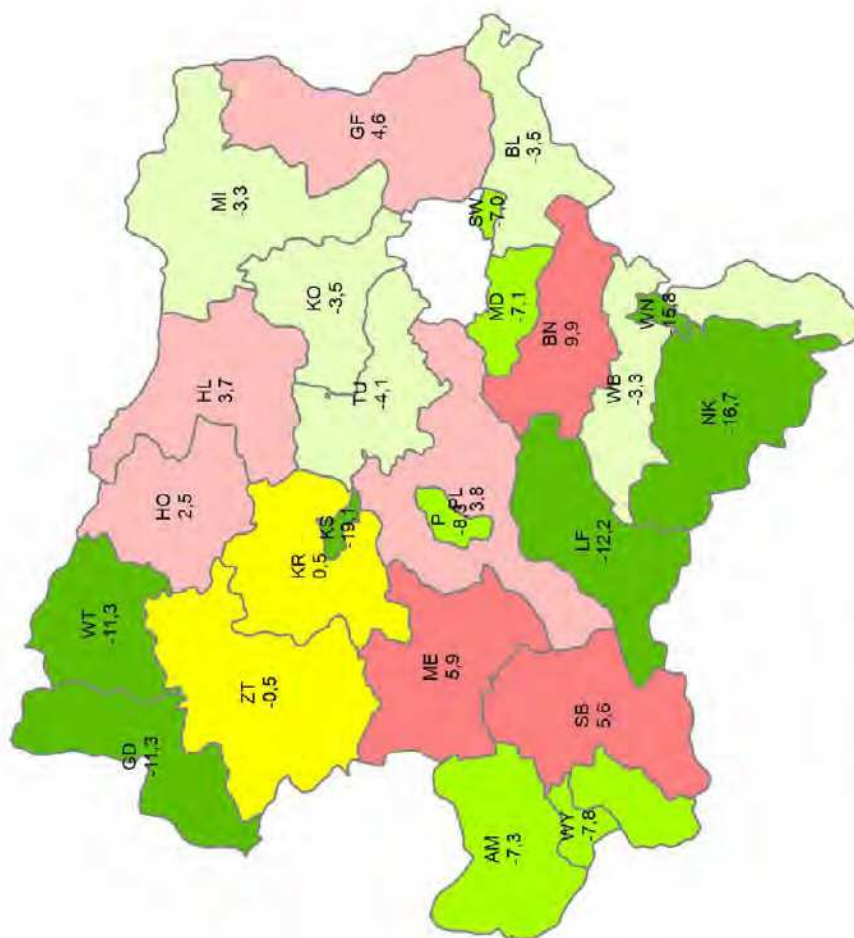 WT
-11,3
GD
-11,3
HO
2,5
HL
3,7
MI
-3,3
ZT
-0,5
KR
0,5
KS
-19,1
KO
-3,5
TU
-4,1
GF
4,6
ME
5,9
P
-8,3
PL
3,8
SW
-7,0
AM
-7,3
MD
-7,1
BL
-3,5
BN
9,9
WY
-7,8
SB
5,6
LF
-12,2
WB
-3,3
WN
-15,8
NK
-16,7